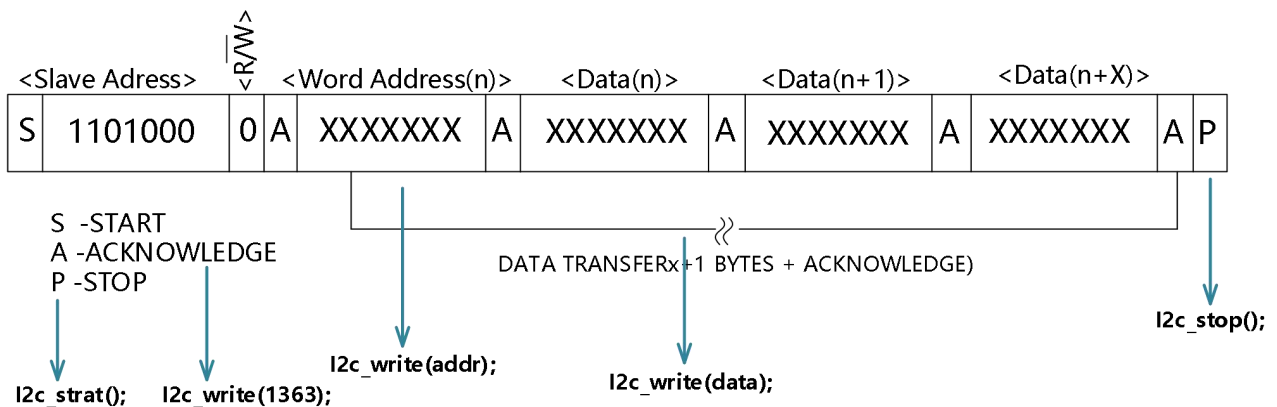 <R/W>
<Slave Adress> <Word Address(n)> <Data(n)> <Data(n+1)> <Data(n+X)>
S 1101000 0 A XXXXXXX A XXXXXXX A XXXXXXX A XXXXXXX A P
S -START
A -ACKNOWLEDGE
P -STOP
DATA TRANSFERx+1 BYTES + ACKNOWLEDGE)
I2c_stop();
I2c_write(addr);
I2c_write(data);
I2c_strat(); I2c_write(1363);